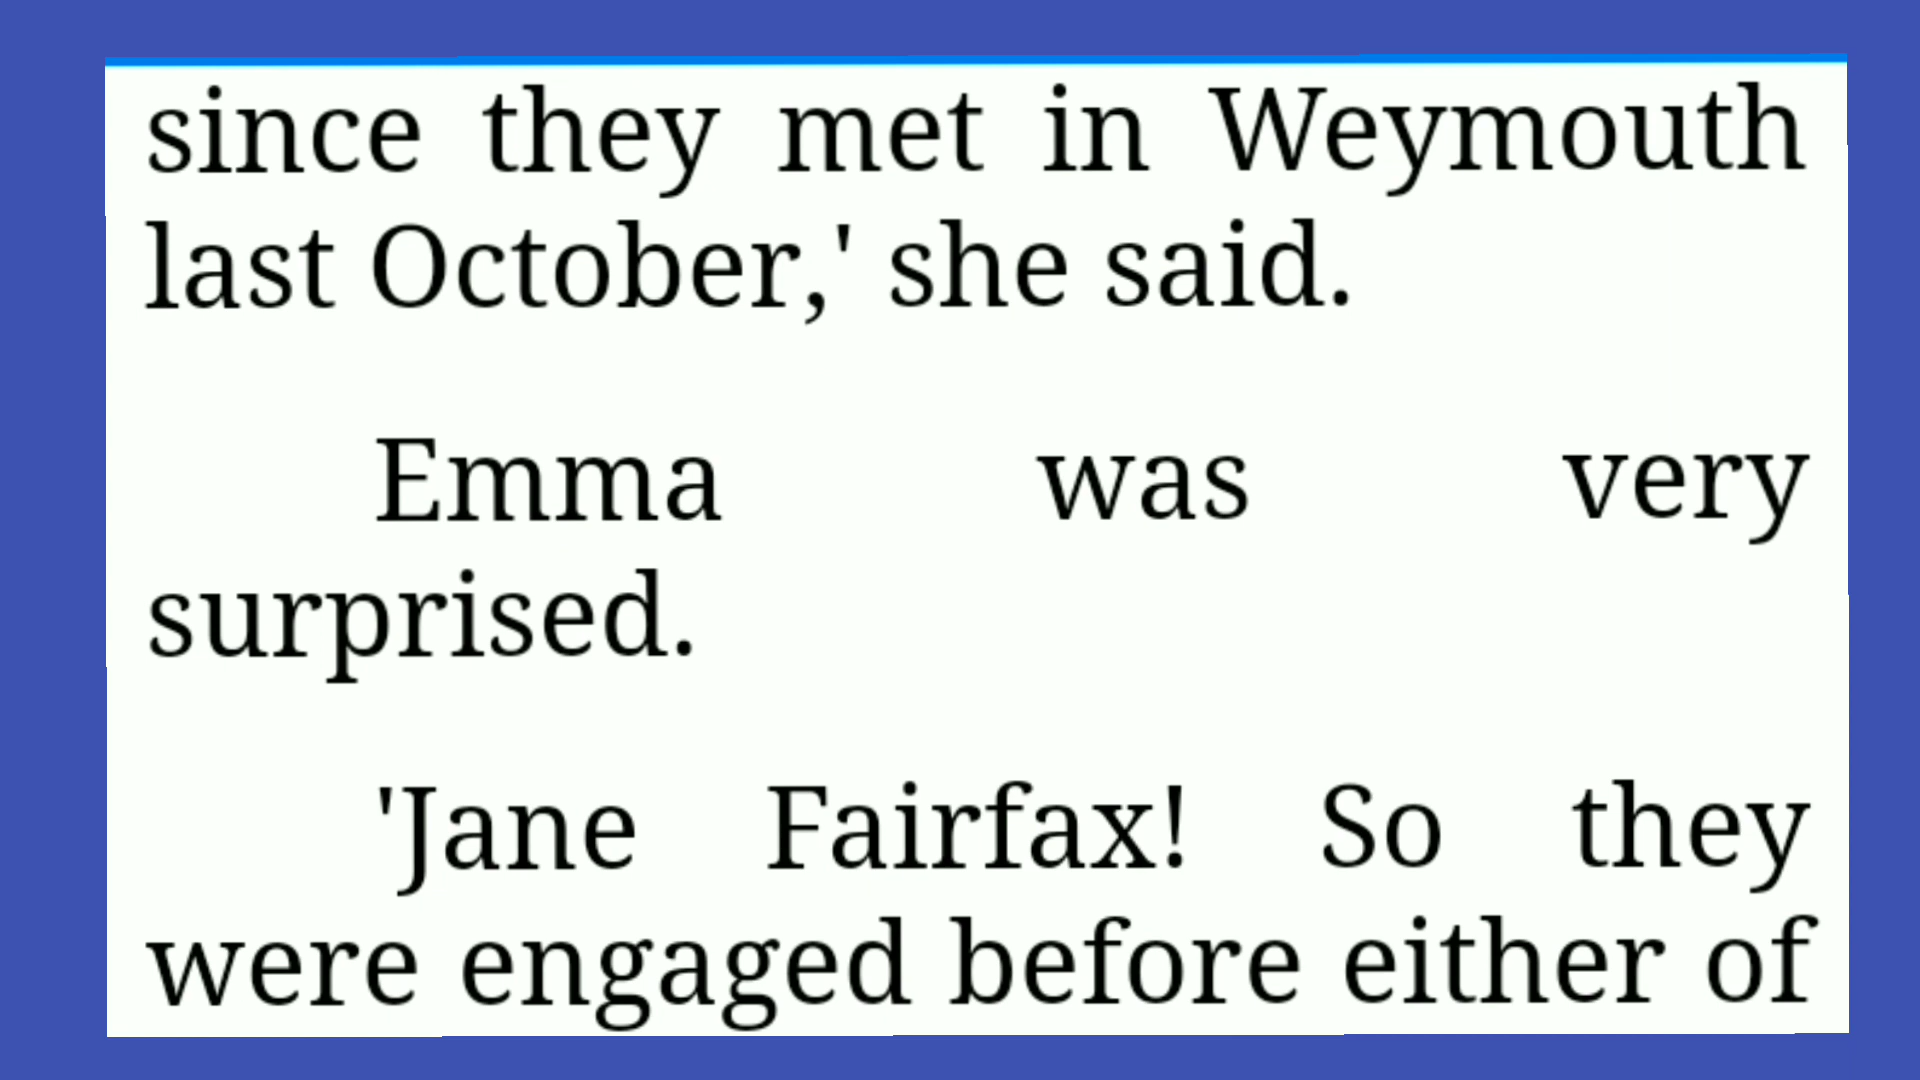 since they met in Weymouth
last October,' she said.
Emma was very
surprised.
'Jane Fairfax! So they
were engaged before either of